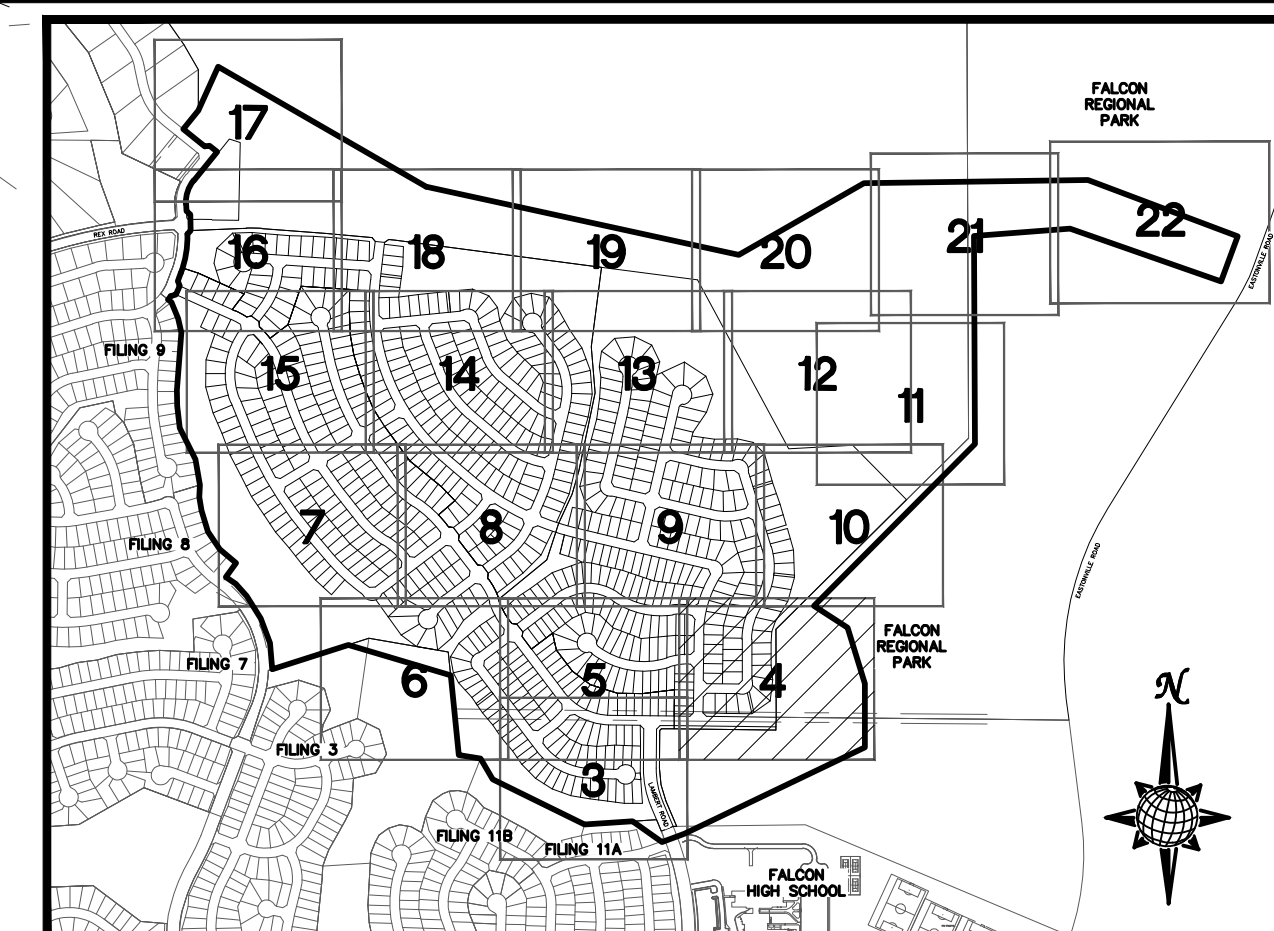 FALCON
REGIONAL
PARK
17
22
REX ROAD
16
18
19
20
21
EASTONVILLE ROAD
FILING 9
15
14
13
12
11
7
8
9
10
FILING 8
EASTONVILLE ROAD
FALCON
REGIONAL
PARK
FILING 7
6
5
4
N
FILING 3
3
LAMBERT ROAD
FILING 11B
FILING 11A
FALCON
HIGH SCHOOL